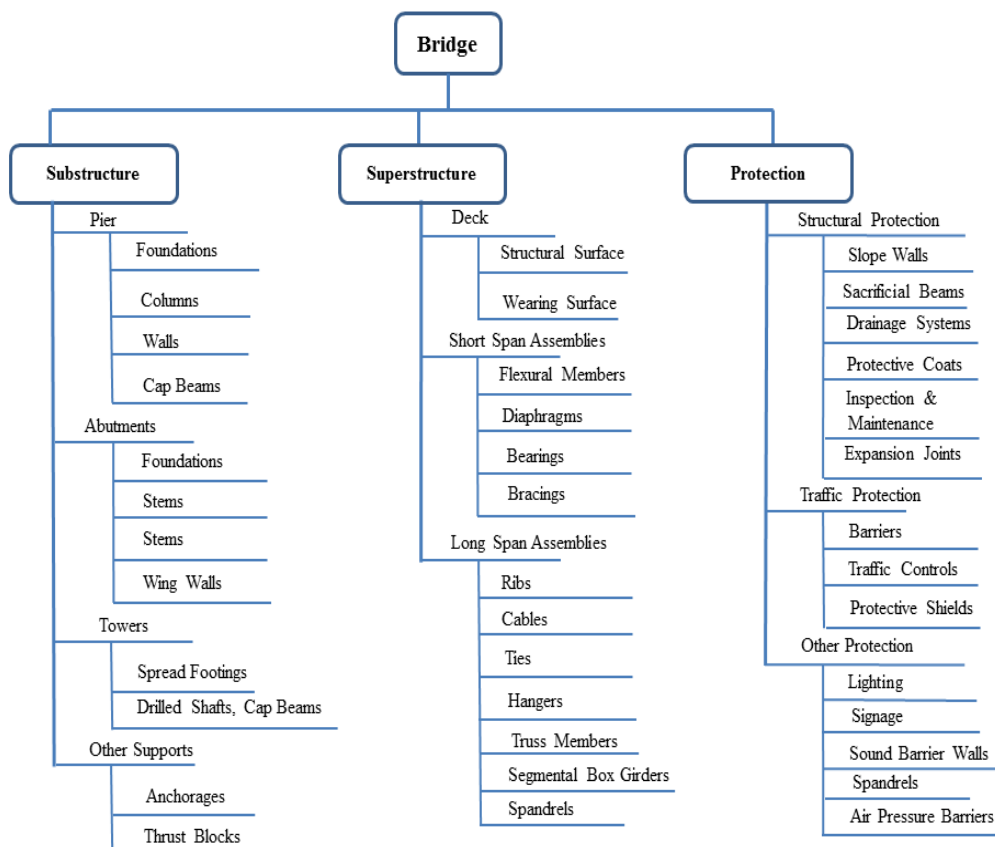 Bridge
Substructure
Pier
Foundations
Columns
Walls
Cap Beams
Abutments
Foundations
Stems
Stems
Wing Walls
Towers
Spread Footings
Drilled Shafts, Cap Beams
Other Supports
Anchorages
Thrust Blocks
Superstructure
Deck
Structural Surface
Wearing Surface
Short Span Assemblies
Flexural Members
Diaphragms
Bearings
Bracings
Long Span Assemblies
Ribs
Cables
Ties
Hangers
Truss Members
Segmental Box Girders
Spandrels
Protection
Structural Protection
Slope Walls
Sacrificial Beams
Drainage Systems
Protective Coats
Inspection &
Maintenance
Expansion Joints
Traffic Protection
Barriers
Traffic Controls
Protective Shields
Other Protection
Lighting
Signage
Sound Barrier Walls
Spandrels
Air Pressure Barriers